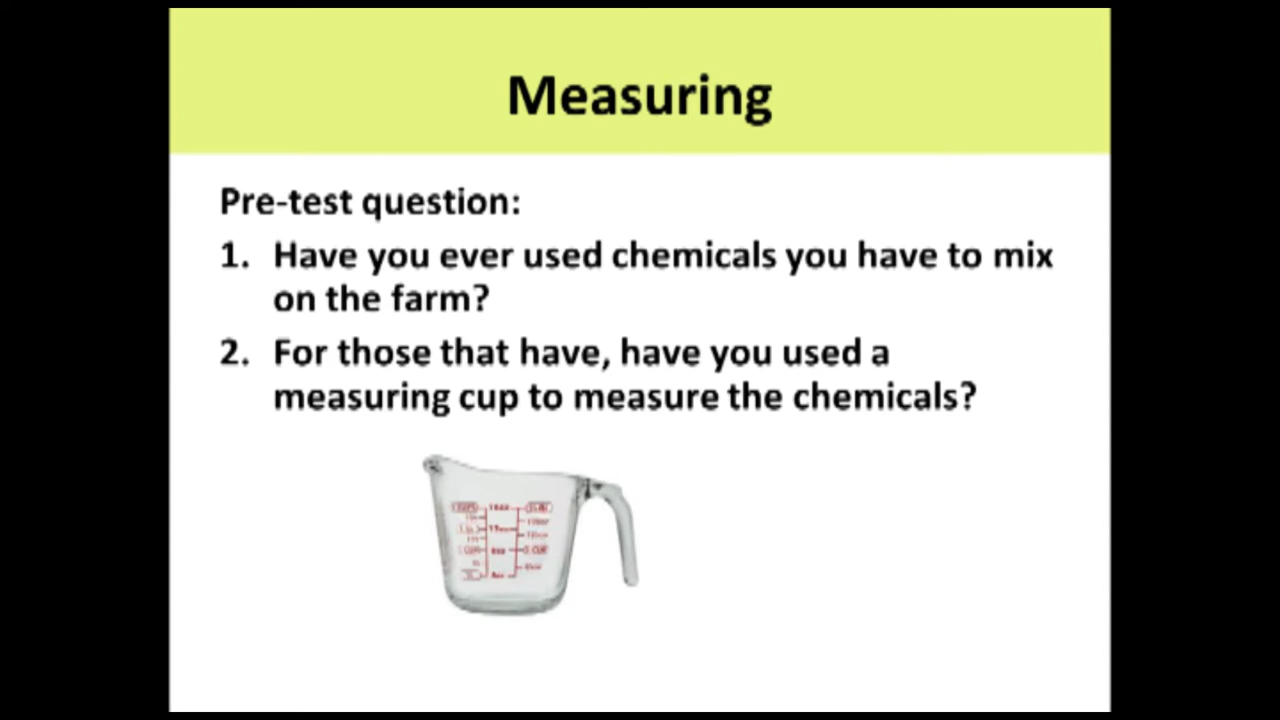 Measuring
Pre-test question:
1. Have you ever used chemicals you have to mix
on the farm?
2. For those that have, have you used a
measuring cup to measure the chemicals?